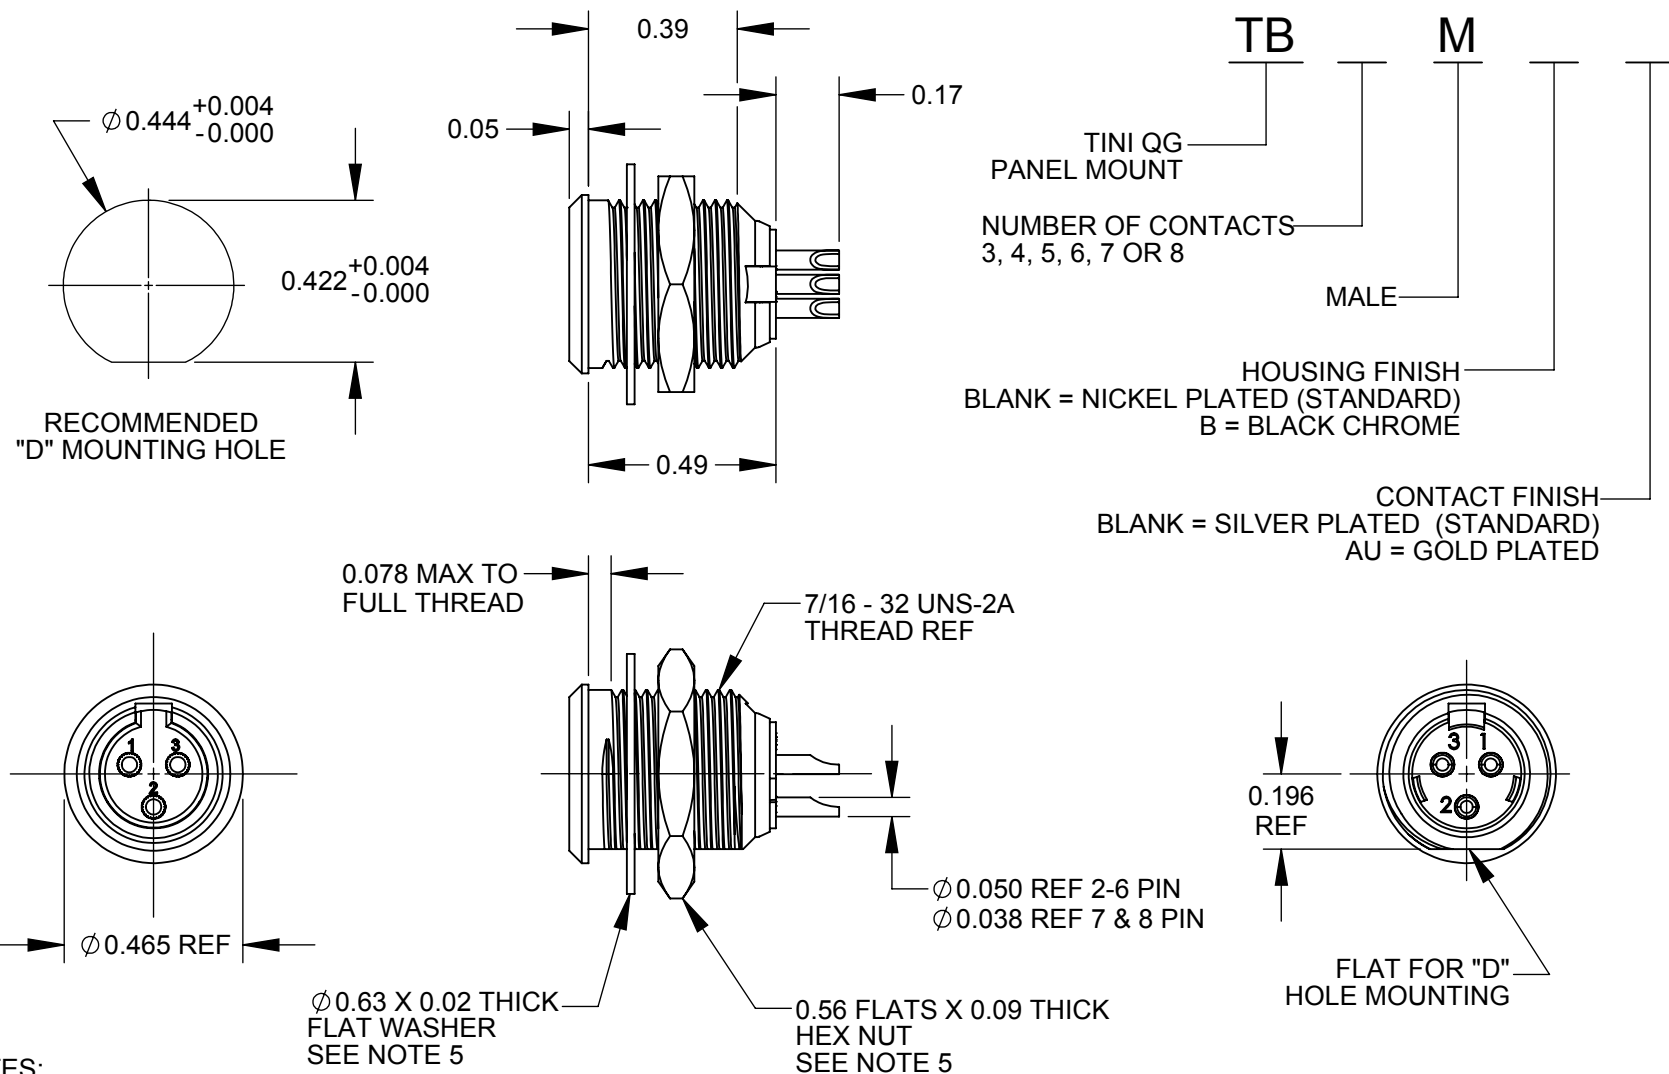 TB M
0.39
0.17
Ø0.444 +0.004
-0.000
0.05
0.422 +0.004
-0.000
RECOMMENDED
"D" MOUNTING HOLE
0.49
TINI QG
PANEL MOUNT
NUMBER OF CONTACTS
3, 4, 5, 6, 7 OR 8
MALE
HOUSING FINISH
BLANK = NICKEL PLATED (STANDARD)
B = BLACK CHROME
CONTACT FINISH
BLANK = SILVER PLATED (STANDARD)
AU = GOLD PLATED
0.078 MAX TO
FULL THREAD
7/16 - 32 UNS-2A
THREAD REF
1 3
2
Ø0.465 REF
Ø0.050 REF 2-6 PIN
Ø0.038 REF 7 & 8 PIN
3 1
2
0.196
REF
FLAT FOR "D"
HOLE MOUNTING
Ø0.63 X 0.02 THICK
FLAT WASHER
SEE NOTE 5
0.56 FLATS X 0.09 THICK
HEX NUT
SEE NOTE 5